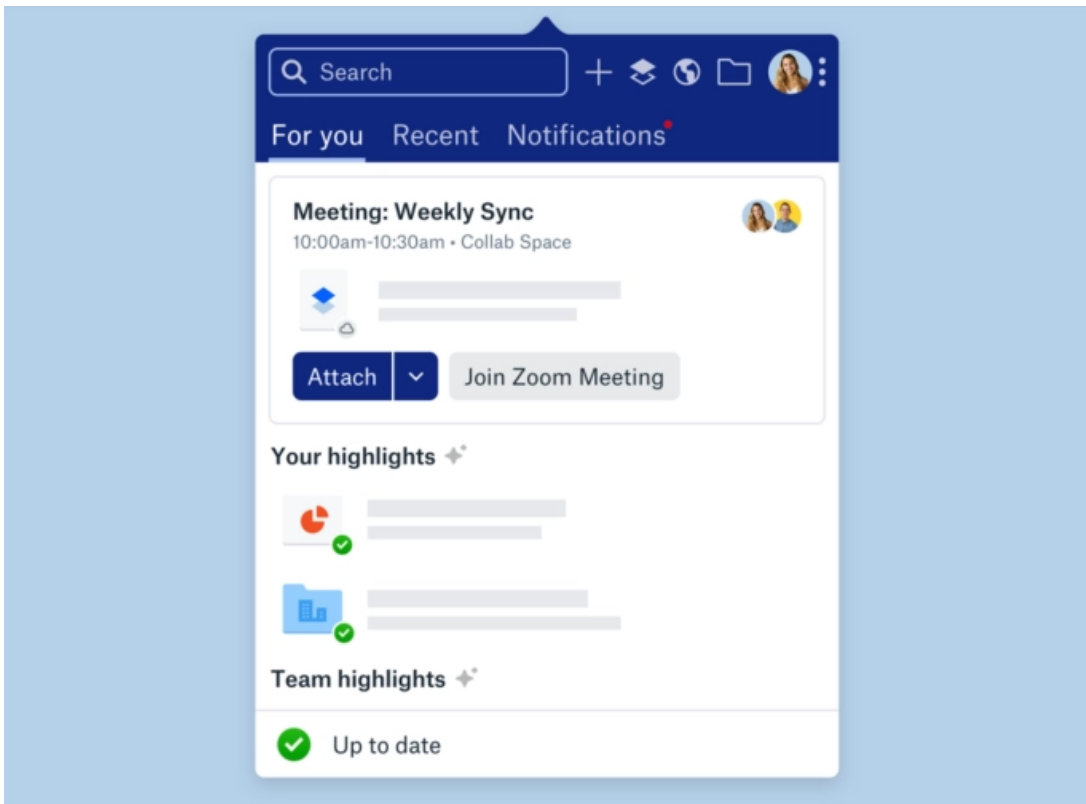 Search
For you Recent Notifications
Meeting: Weekly Sync
10:00am-10:30am • Collab Space
Attach Join Zoom Meeting
Your highlights
Team highlights
Up to date